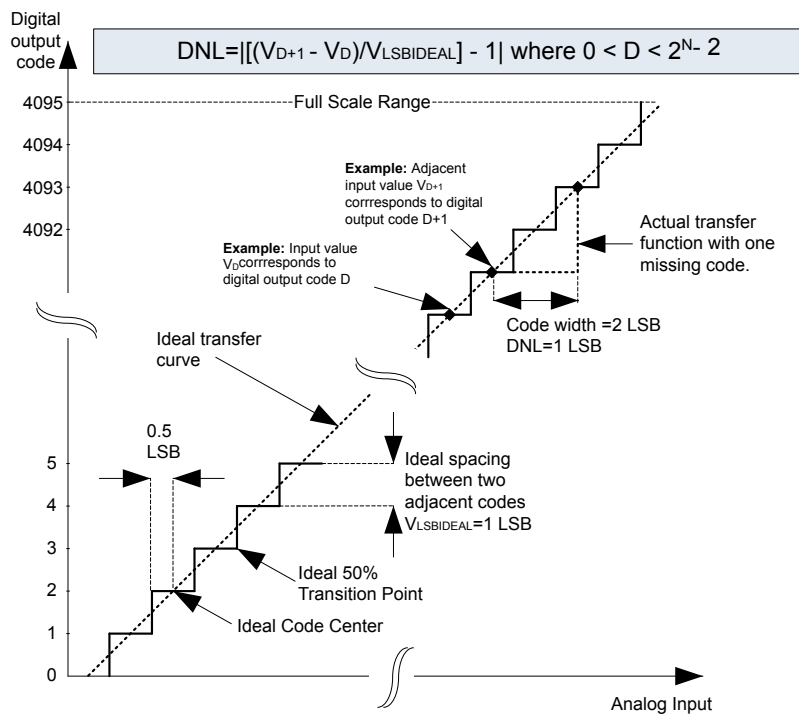 Digital
output
code
DNL=|[(VD+1 - VD)/VLSBIDEAL] - 1| where 0 < D < 2^N- 2
4095
Full Scale Range
4094
4093
4092
Example: Adjacent
input value VD+1
corrresponds to digital
output code D+1
Example: Input value
VDcorrresponds to
digital output code D
Actual transfer
function with one
missing code.
Code width =2 LSB
DNL=1 LSB
Ideal transfer
curve
0.5
LSB
5
4
3
2
1
0
Ideal spacing
between two
adjacent codes
VLSBIDEAL=1 LSB
Ideal 50%
Transition Point
Ideal Code Center
Analog Input